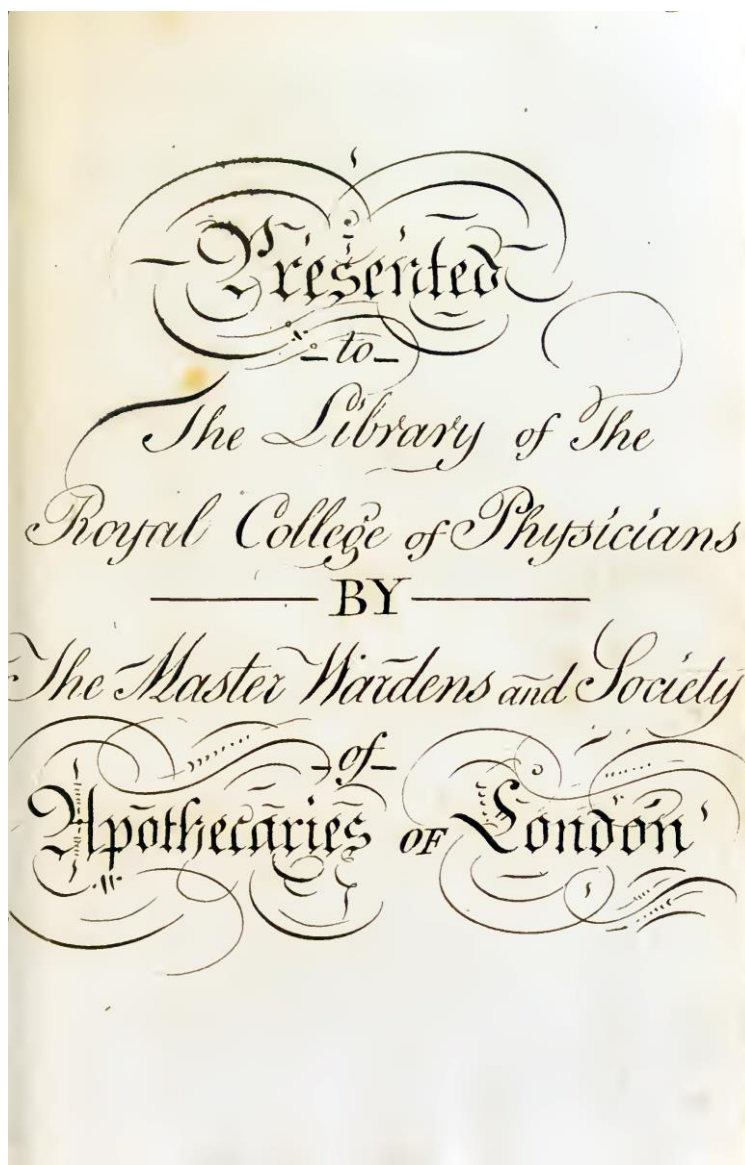 Presented
to
The Library of The
Royal College of Physicians
BY
The Master Wardens and Society
of
Apothecaries OF London